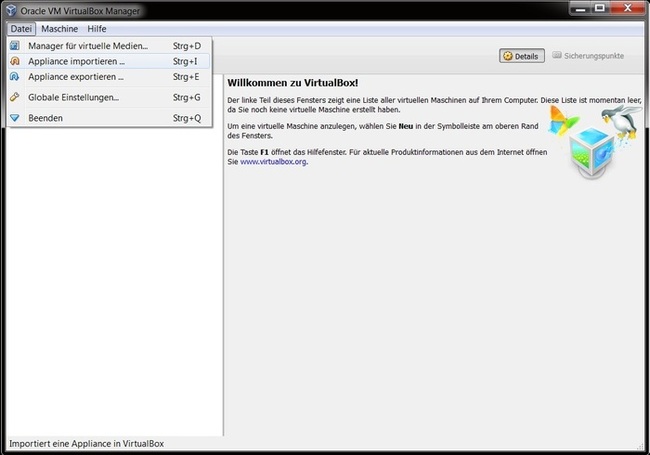 Oracle VM VirtualBox Manager
Datei Maschine Hilfe
Manager für virtuelle Medien... Strg+D
Appliance importieren ... Strg+I
Appliance exportieren ... Strg+E
Globale Einstellungen... Strg+G
Beenden Strg+Q
Details Sicherungspunkte
Willkommen zu VirtualBox!
Der linke Teil dieses Fensters zeigt eine Liste aller virtuellen Maschinen auf Ihrem Computer. Diese Liste ist momentan leer,
da Sie noch keine virtuelle Maschine erstellt haben.
Um eine virtuelle Maschine anzulegen, wählen Sie Neu in der Symbolleiste am oberen Rand
des Fensters.
Die Taste F1 öffnet das Hilfefenster. Für aktuelle Produktinformationen aus dem Internet öffnen
Sie www.virtualbox.org.
Importiert eine Appliance in VirtualBox